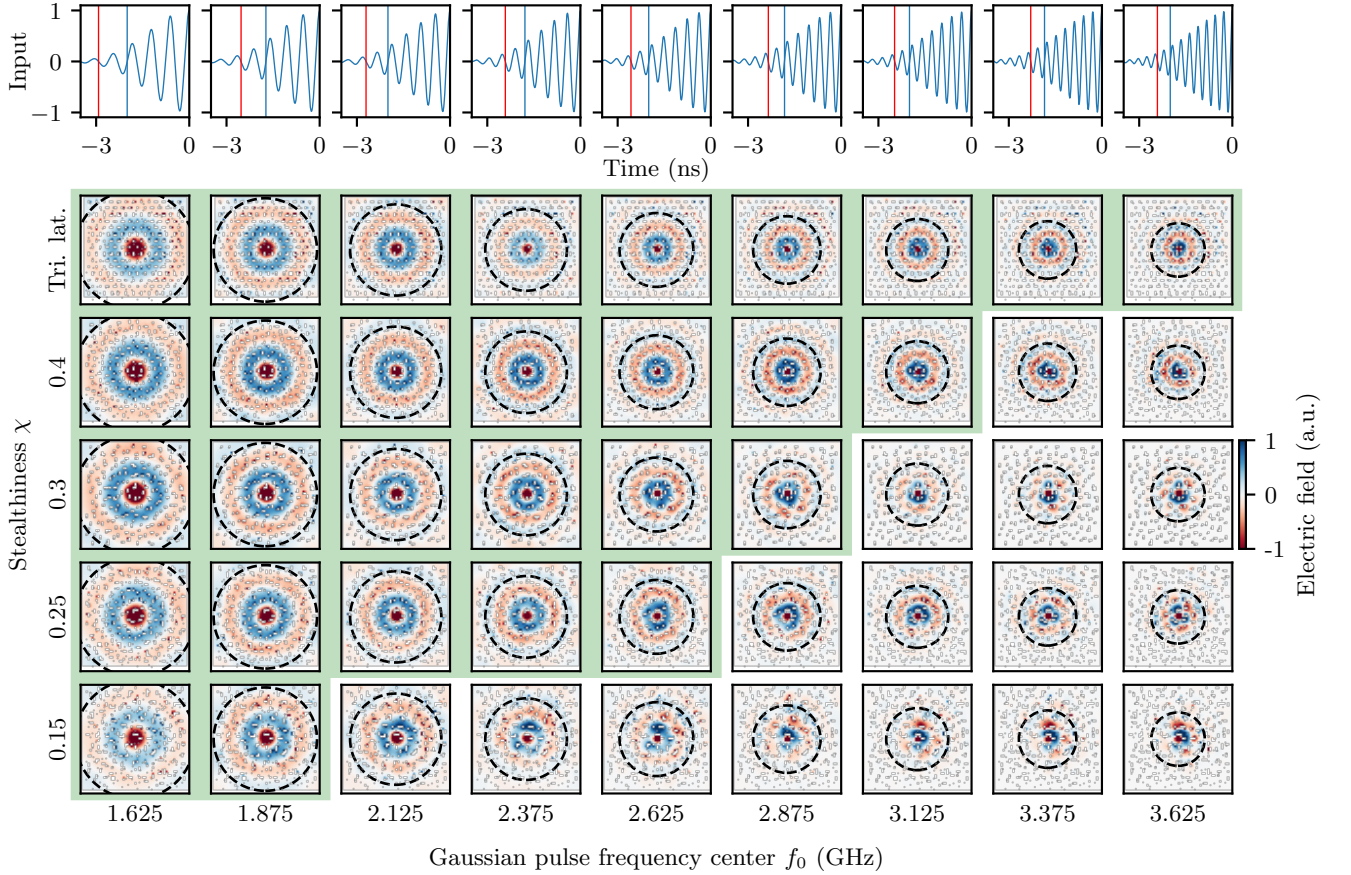 Input
1
0
−1
−3 0 −3 0 −3 0 −3 0 −3 0 −3 0 −3 0 −3 0 −3 0
Time (ns)
Tri. lat.
0.4
0.3
0.25
0.15
Stealthiness χ
1
0
-1
Electric field (a.u.)
1.625 1.875 2.125 2.375 2.625 2.875 3.125 3.375 3.625
Gaussian pulse frequency center f₀ (GHz)